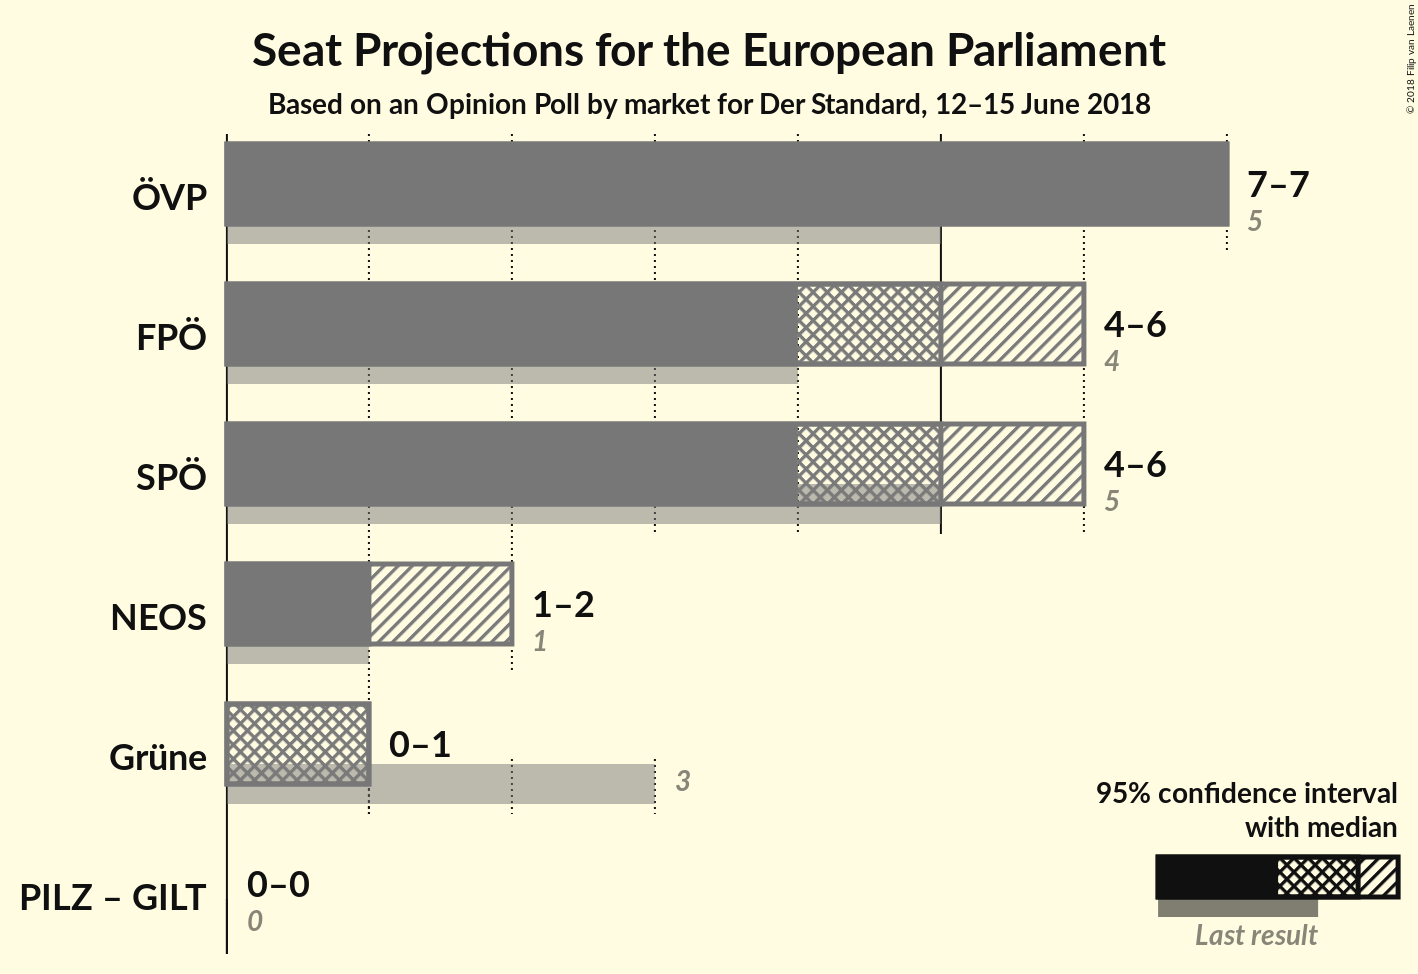 Seat Projections for the European Parliament
Based on an Opinion Poll by market for Der Standard, 12–15 June 2018
© 2018 Filip van Laenen
ÖVP
7–7
5
FPÖ
4–6
4
SPÖ
4–6
5
NEOS
1–2
1
Grüne
0–1
3
PILZ – GILT
0–0
0
95% confidence interval
with median
Last result